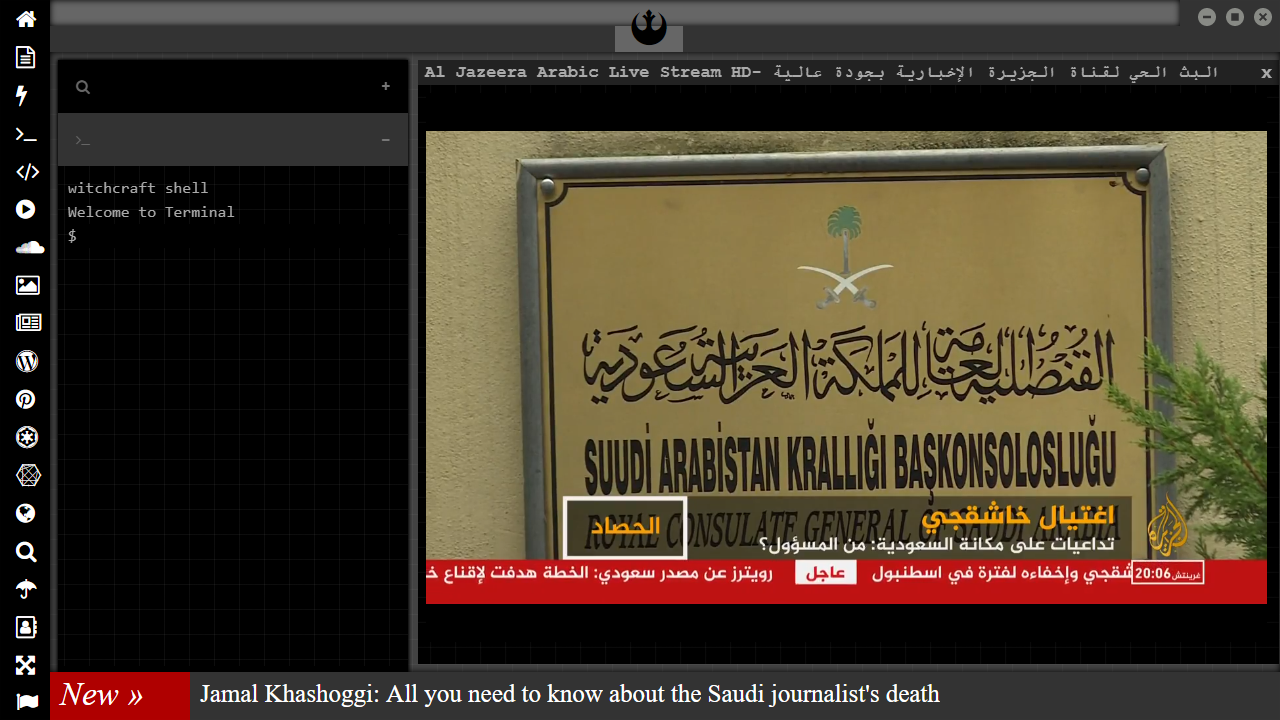 Al Jazeera Arabic Live Stream HD- البث الحي لقناة الجزيرة الإخبارية بجودة عالية
x
+
>_
−
witchcraft shell
Welcome to Terminal
$
القنصلية العامة للمملكة العربية السعودية
SUUDİ ARABİSTAN KRALLIĞI BAŞKONSOLOSLUĞU
ROYAL CONSULATE GENERAL OF SAUDI ARABIA
اغتيال خاشقجي
الحصاد
تداعيات على مكانة السعودية: من المسؤول؟
شقجي وإخفاءه لفترة في اسطنبول عاجل رويترز عن مصدر سعودي: الخطة هدفت لإقناع خ
20:06 غرينتش
New » Jamal Khashoggi: All you need to know about the Saudi journalist's death